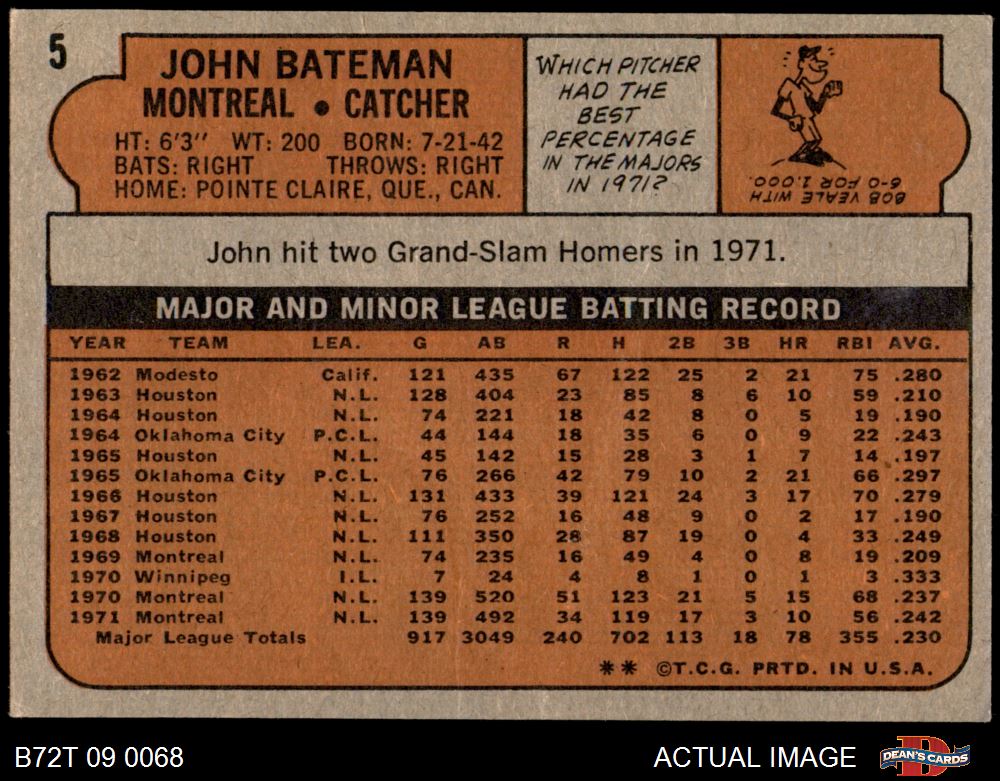 5
JOHN BATEMAN
MONTREAL • CATCHER
HT: 6'3" WT: 200 BORN: 7-21-42
BATS: RIGHT THROWS: RIGHT
HOME: POINTE CLAIRE, QUE., CAN.
WHICH PITCHER
HAD THE
BEST
PERCENTAGE
IN THE MAJORS
IN 1971?
BOB VEALE WITH
6-0 FOR 1.000.
John hit two Grand-Slam Homers in 1971.
MAJOR AND MINOR LEAGUE BATTING RECORD
YEAR TEAM LEA. G AB R H 2B 3B HR RBI AVG.
1962 Modesto Calif. 121 435 67 122 25 2 21 75 .280
1963 Houston N.L. 128 404 23 85 8 6 10 59 .210
1964 Houston N.L. 74 221 18 42 8 0 5 19 .190
1964 Oklahoma City P.C.L. 44 144 18 35 6 0 9 22 .243
1965 Houston N.L. 45 142 15 28 3 1 7 14 .197
1965 Oklahoma City P.C.L. 76 266 42 79 10 2 21 66 .297
1966 Houston N.L. 131 433 39 121 24 3 17 70 .279
1967 Houston N.L. 76 252 16 48 9 0 2 17 .190
1968 Houston N.L. 111 350 28 87 19 0 4 33 .249
1969 Montreal N.L. 74 235 16 49 4 0 8 19 .209
1970 Winnipeg I.L. 7 24 4 8 1 0 1 3 .333
1970 Montreal N.L. 139 520 51 123 21 5 15 68 .237
1971 Montreal N.L. 139 492 34 119 17 3 10 56 .242
Major League Totals 917 3049 240 702 113 18 78 355 .230
** ©T.C.G. PRTD. IN U.S.A.
B72T 09 0068 ACTUAL IMAGE DEAN'S CARDS